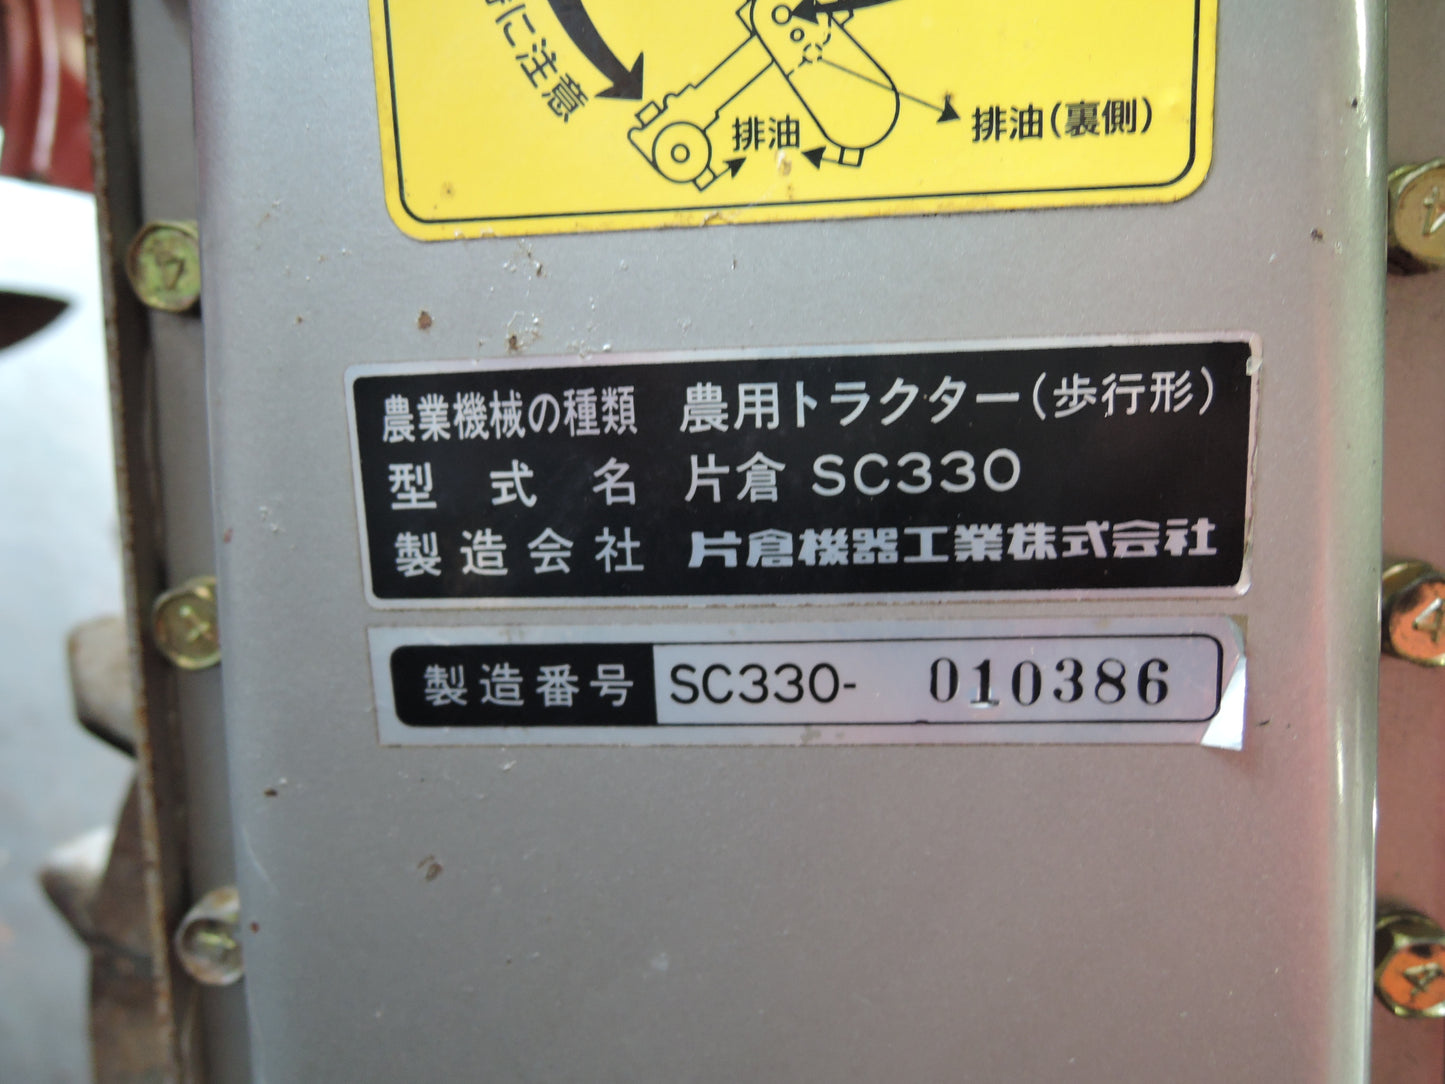 に注意
排油
排油(裏側)
農業機械の種類 農用トラクター(歩行形)
型式名 片倉 SC330
製造会社 片倉機器工業株式会社
製造番号 SC330- 010386